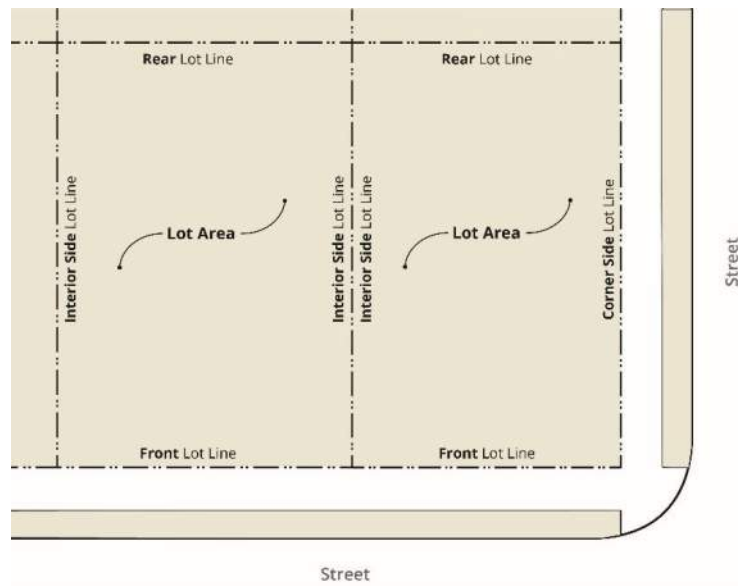 Rear Lot Line
Rear Lot Line
Interior Side Lot Line
Lot Area
Interior Side Lot Line
Interior Side Lot Line
Lot Area
Corner Side Lot Line
Street
Front Lot Line
Front Lot Line
Street